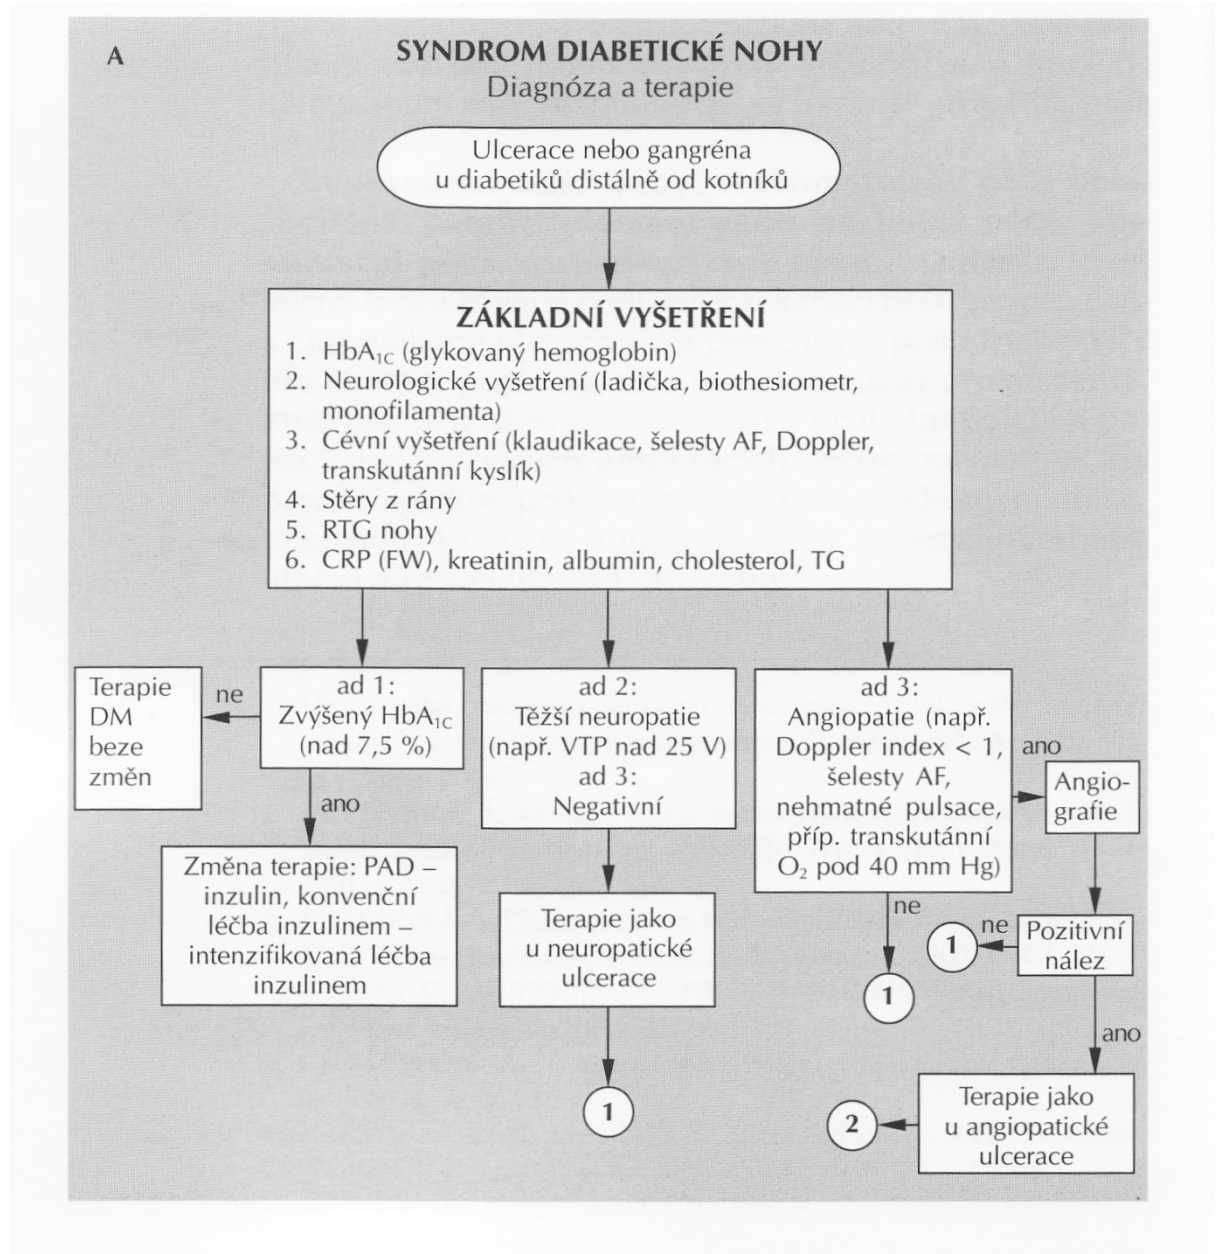 A
SYNDROM DIABETICKÉ NOHY
Diagnóza a terapie
Ulcerace nebo gangréna
u diabetiků distálně od kotníků
ZÁKLADNÍ VYŠETŘENÍ
1. HbA1C (glykovaný hemoglobin)
2. Neurologické vyšetření (ladička, biothesiometr,
monofilamenta)
3. Cévní vyšetření (klaudikace, šelesty AF, Doppler,
transkutánní kyslík)
4. Stěry z rány
5. RTG nohy
6. CRP (FW), kreatinin, albumin, cholesterol, TG
Terapie
DM
beze
změn
ne
ad 1:
Zvýšený HbA1C
(nad 7,5 %)
ano
Změna terapie: PAD –
inzulin, konvenční
léčba inzulinem –
intenzifikovaná léčba
inzulinem
ad 2:
Těžší neuropatie
(např. VTP nad 25 V)
ad 3:
Negativní
Terapie jako
u neuropatické
ulcerace
1
ad 3:
Angiopatie (např.
Doppler index < 1,
šelesty AF,
nehmatné pulsace,
příp. transkutánní
O2 pod 40 mm Hg)
ne
1
ano
Angio-
grafie
Pozitivní
nález
ne
1
ano
Terapie jako
u angiopatické
ulcerace
2